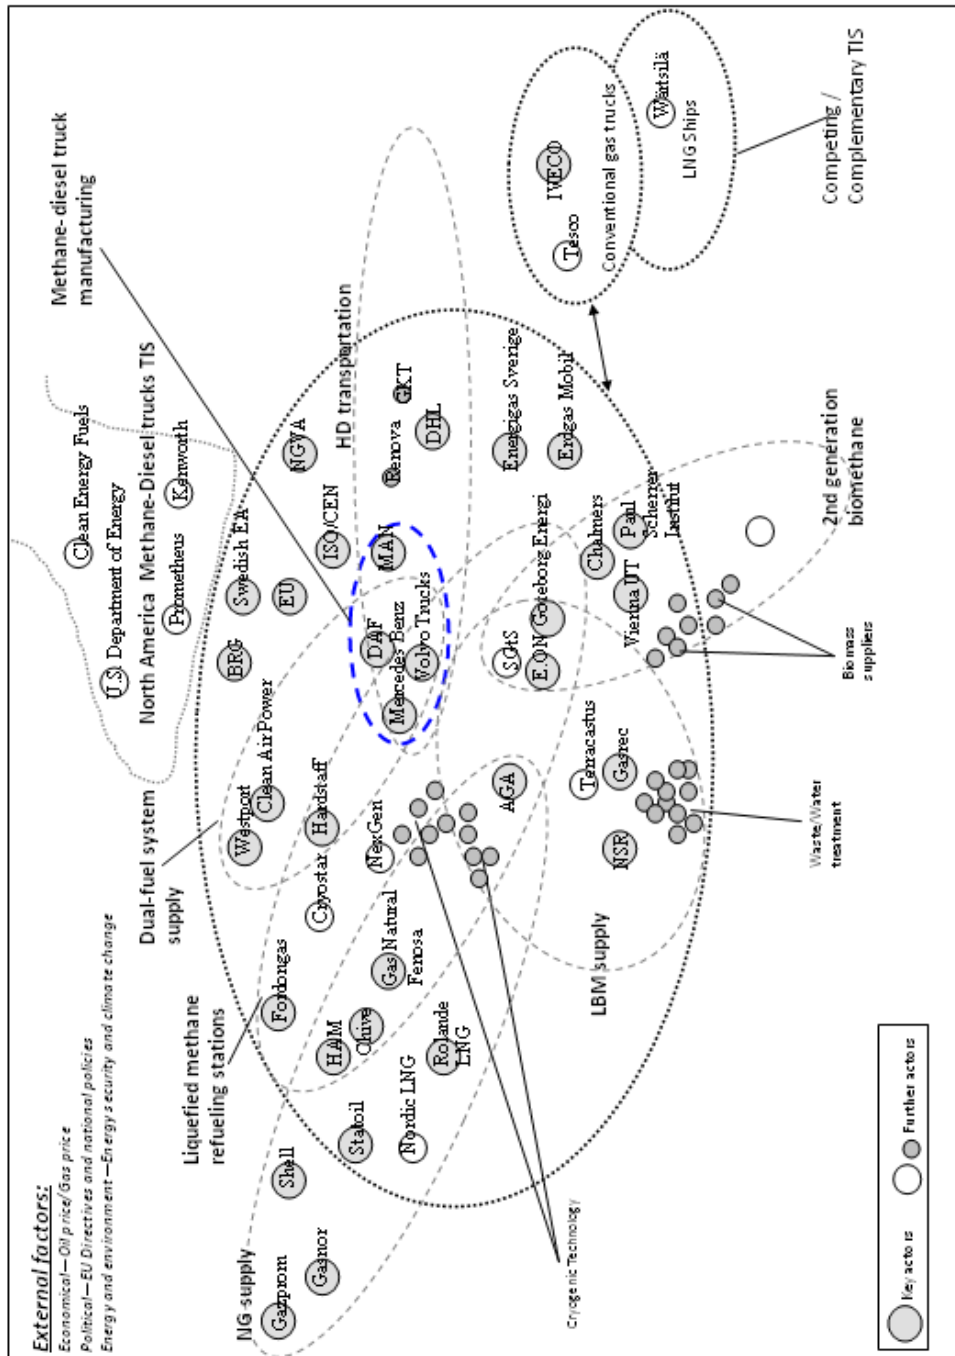 External factors:
Economical—Oil price/Gas price
Political—EU Directives and national policies
Energy and environment—Energy security and climate change
NG supply
Liquefied methane
refueling stations
Dual-fuel system
supply
North America Methane-Diesel trucks TIS
Methane-diesel truck
manufacturing
U.S. Department of Energy
Clean Energy Fuels
Prometheus
Kenworth
HD transportation
Gazprom
Gasnor
Shell
Statoil
Nordic LNG
Fordongas
HAM
Chive
Rolande
LNG
Gas Natural
Fenosa
Cryostar
NexGen
Westport
Clean Air Power
Hardstaff
BRG
Swedish EA
EU
ISO/CEN
NGVA
Mercedes Benz
DAF
Volvo Trucks
MAN
Renova
GKT
DHL
AGA
SGS
E.ON
Goteborg Energi
Energigas Sverige
Erdgas Mobil
Chalmers
Paul
Scherrer
Institut
Vienna UT
Terracastus
Gasrec
NSR
LBM supply
Tesco
IVECO
Conventional gas trucks
Wärtsilä
LNG Ships
Competing /
Complementary TIS
2nd generation
biomethane
Biomass
suppliers
Waste/Water
treatment
Cryogenic Technology
Key actors
Further actors